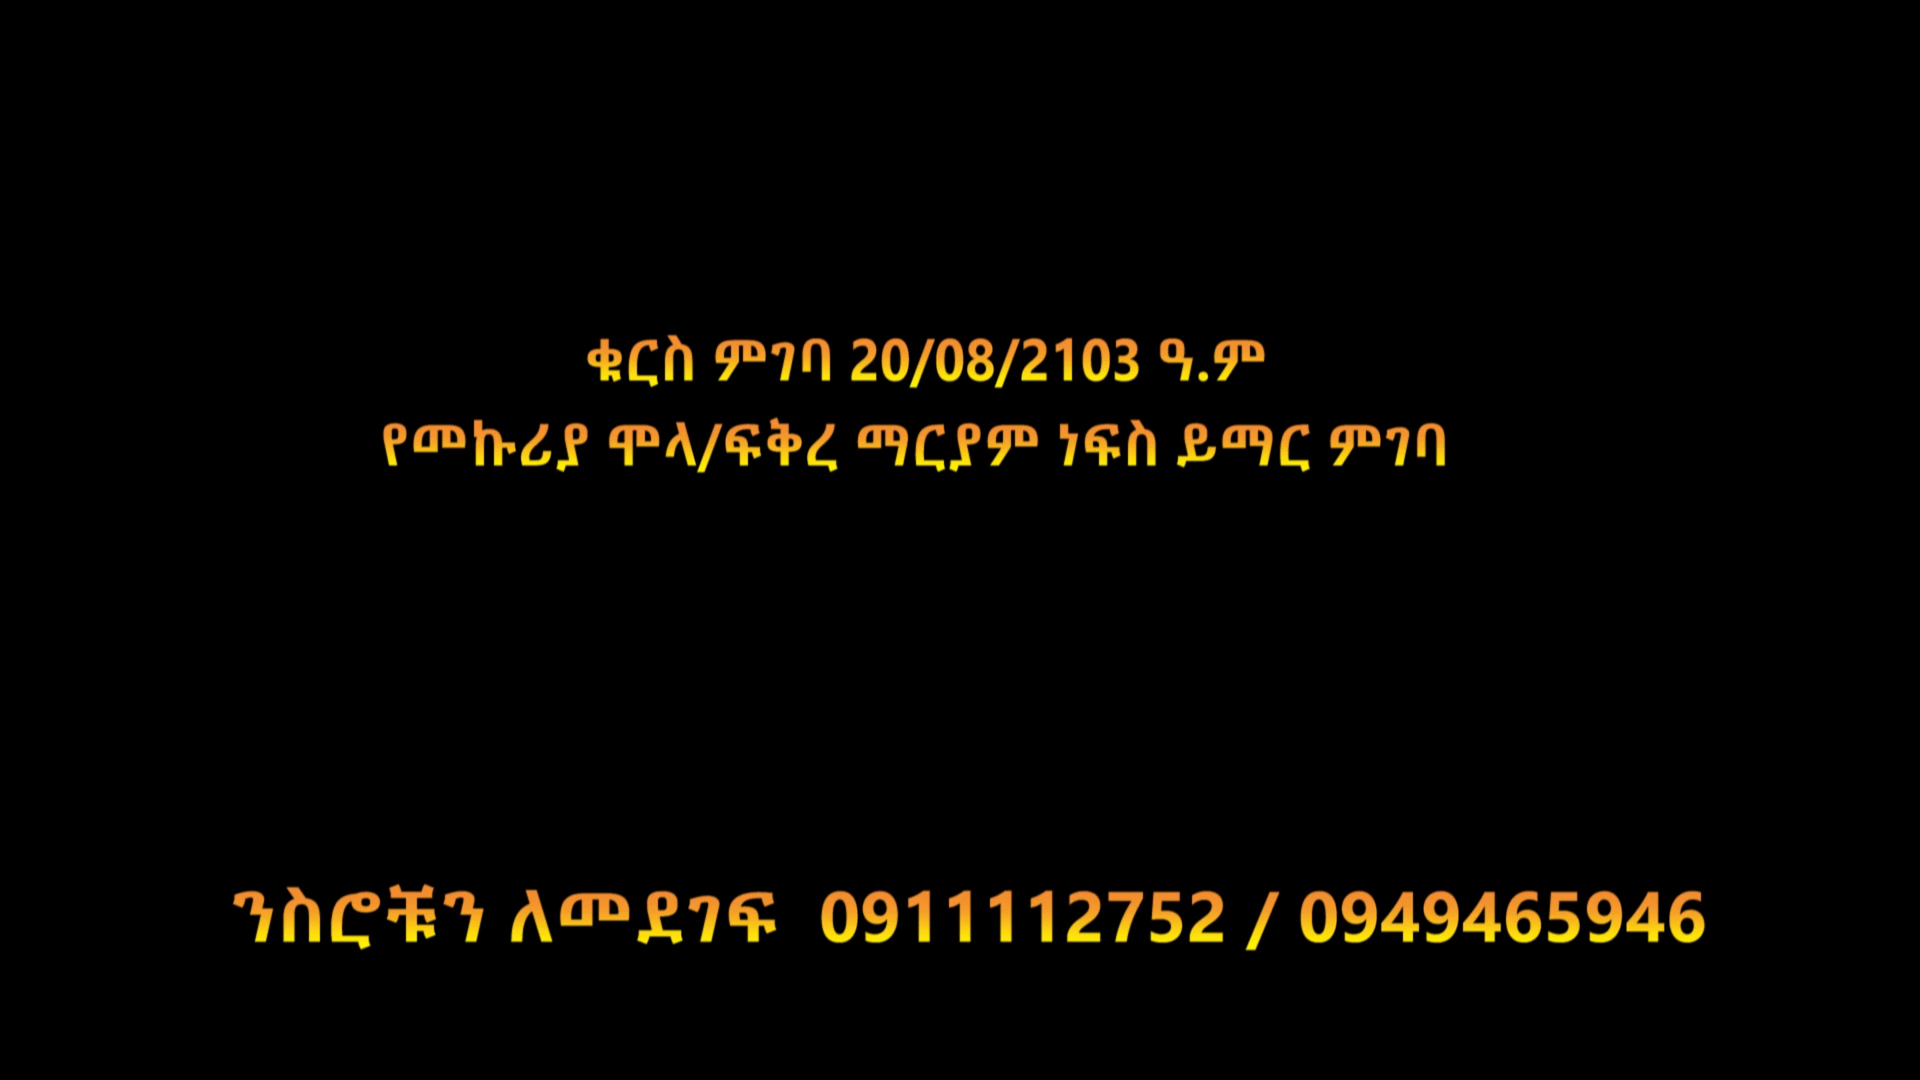 ቁርስ ምገባ 20/08/2103 ዓ.ም
የመኩሪያ ሞላ/ፍቅረ ማርያም ነፍስ ይማር ምገባ
ንስሮቹን ለመደገፍ 0911112752 / 0949465946